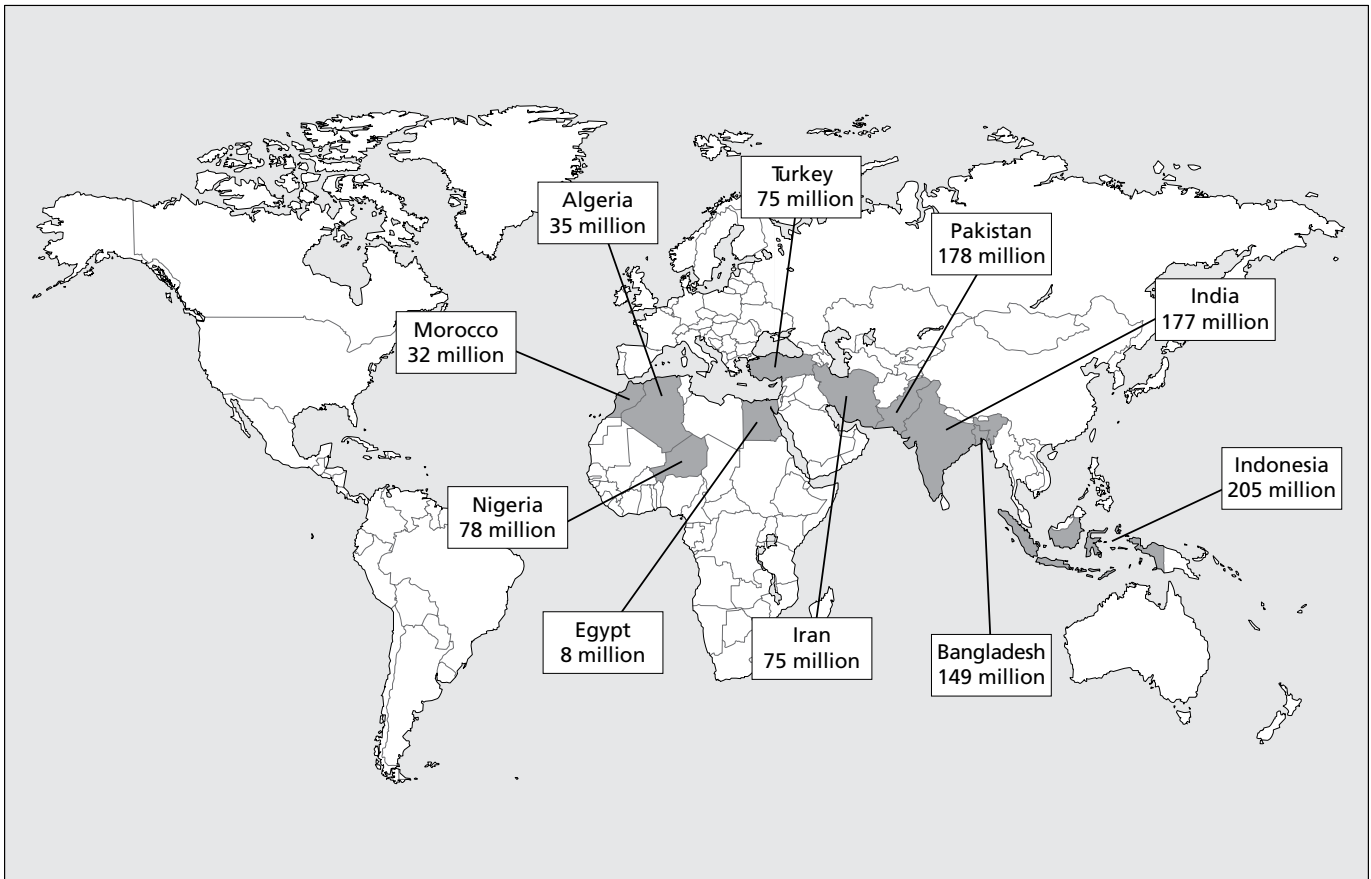 Turkey
75 million
Algeria
35 million
Pakistan
178 million
India
177 million
Morocco
32 million
Indonesia
205 million
Nigeria
78 million
Egypt
8 million
Iran
75 million
Bangladesh
149 million